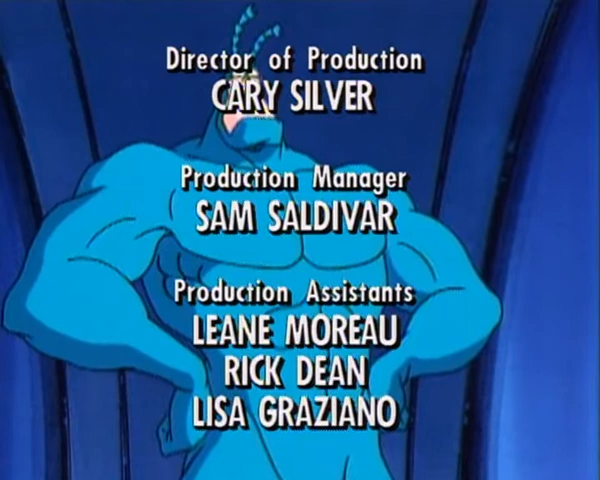 Director of Production
CARY SILVER
Production Manager
SAM SALDIVAR
Production Assistants
LEANE MOREAU
RICK DEAN
LISA GRAZIANO